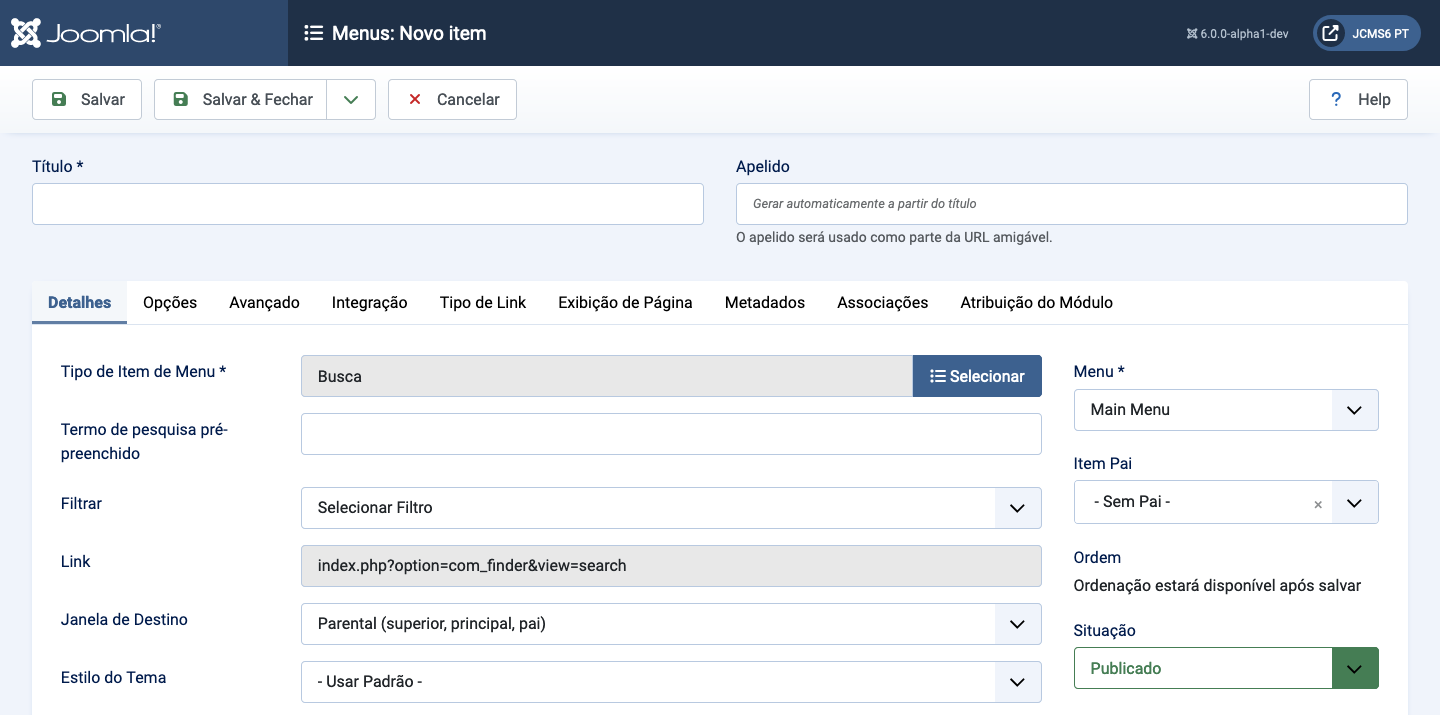 Joomla!®
Menus: Novo item
6.0.0-alpha1-dev
JCMS6 PT
Salvar
Salvar & Fechar
Cancelar
? Help
Título *
Apelido
Gerar automaticamente a partir do título
O apelido será usado como parte da URL amigável.
Detalhes Opções Avançado Integração Tipo de Link Exibição de Página Metadados Associações Atribuição do Módulo
Tipo de Item de Menu *
Busca
Selecionar
Termo de pesquisa pré-
preenchido
Filtrar
Selecionar Filtro
Link
index.php?option=com_finder&view=search
Janela de Destino
Parental (superior, principal, pai)
Estilo do Tema
- Usar Padrão -
Menu *
Main Menu
Item Pai
- Sem Pai - ×
Ordem
Ordenação estará disponível após salvar
Situação
Publicado